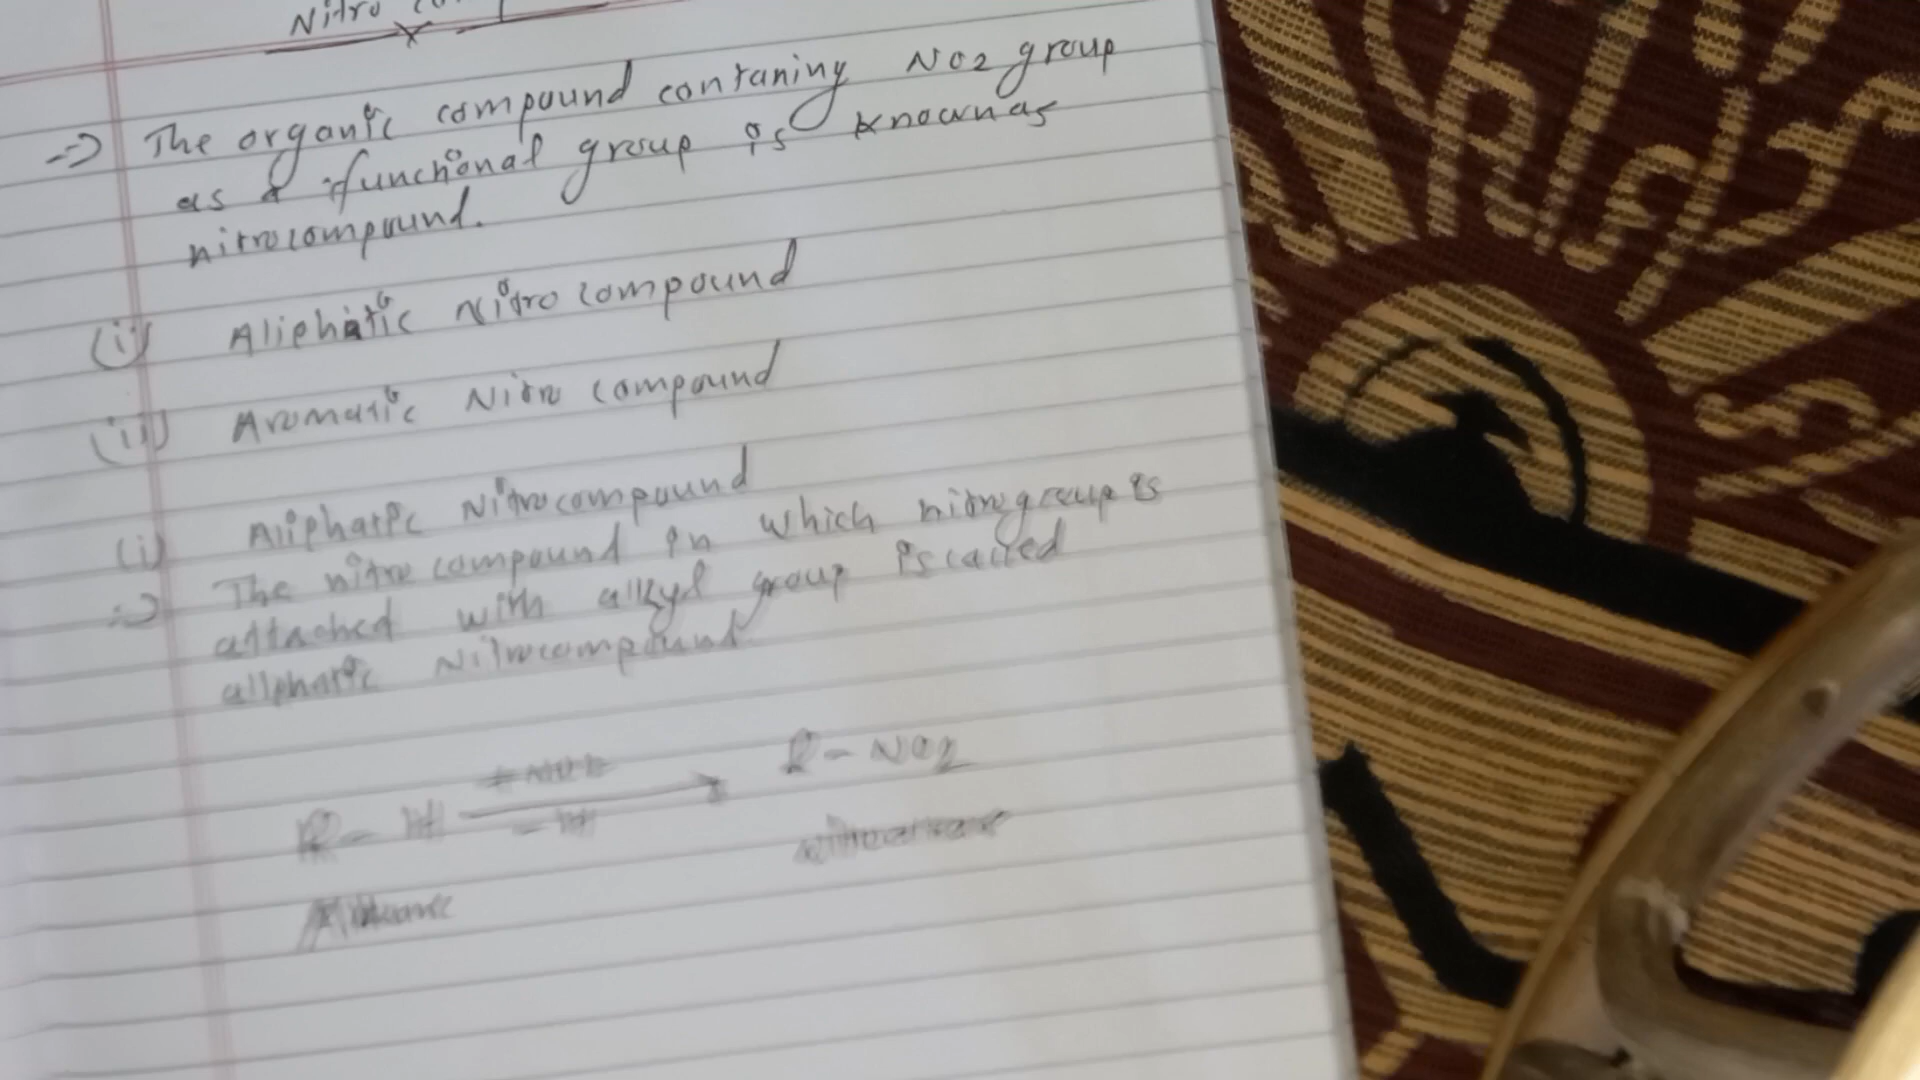 Nitro
=> The organic compound contaning NO2 group
as a functional group is known as
nitrocompound.
(i) Aliphatic Nitro compound
(ii) Aromatic Nitro compound
(i) Aliphatic Nitrocompound
=> The nitro compound in which nitrogroup is
attached with alkyl group is called
aliphatic Nitrocompound
R - H + NO2 - H → R - NO2